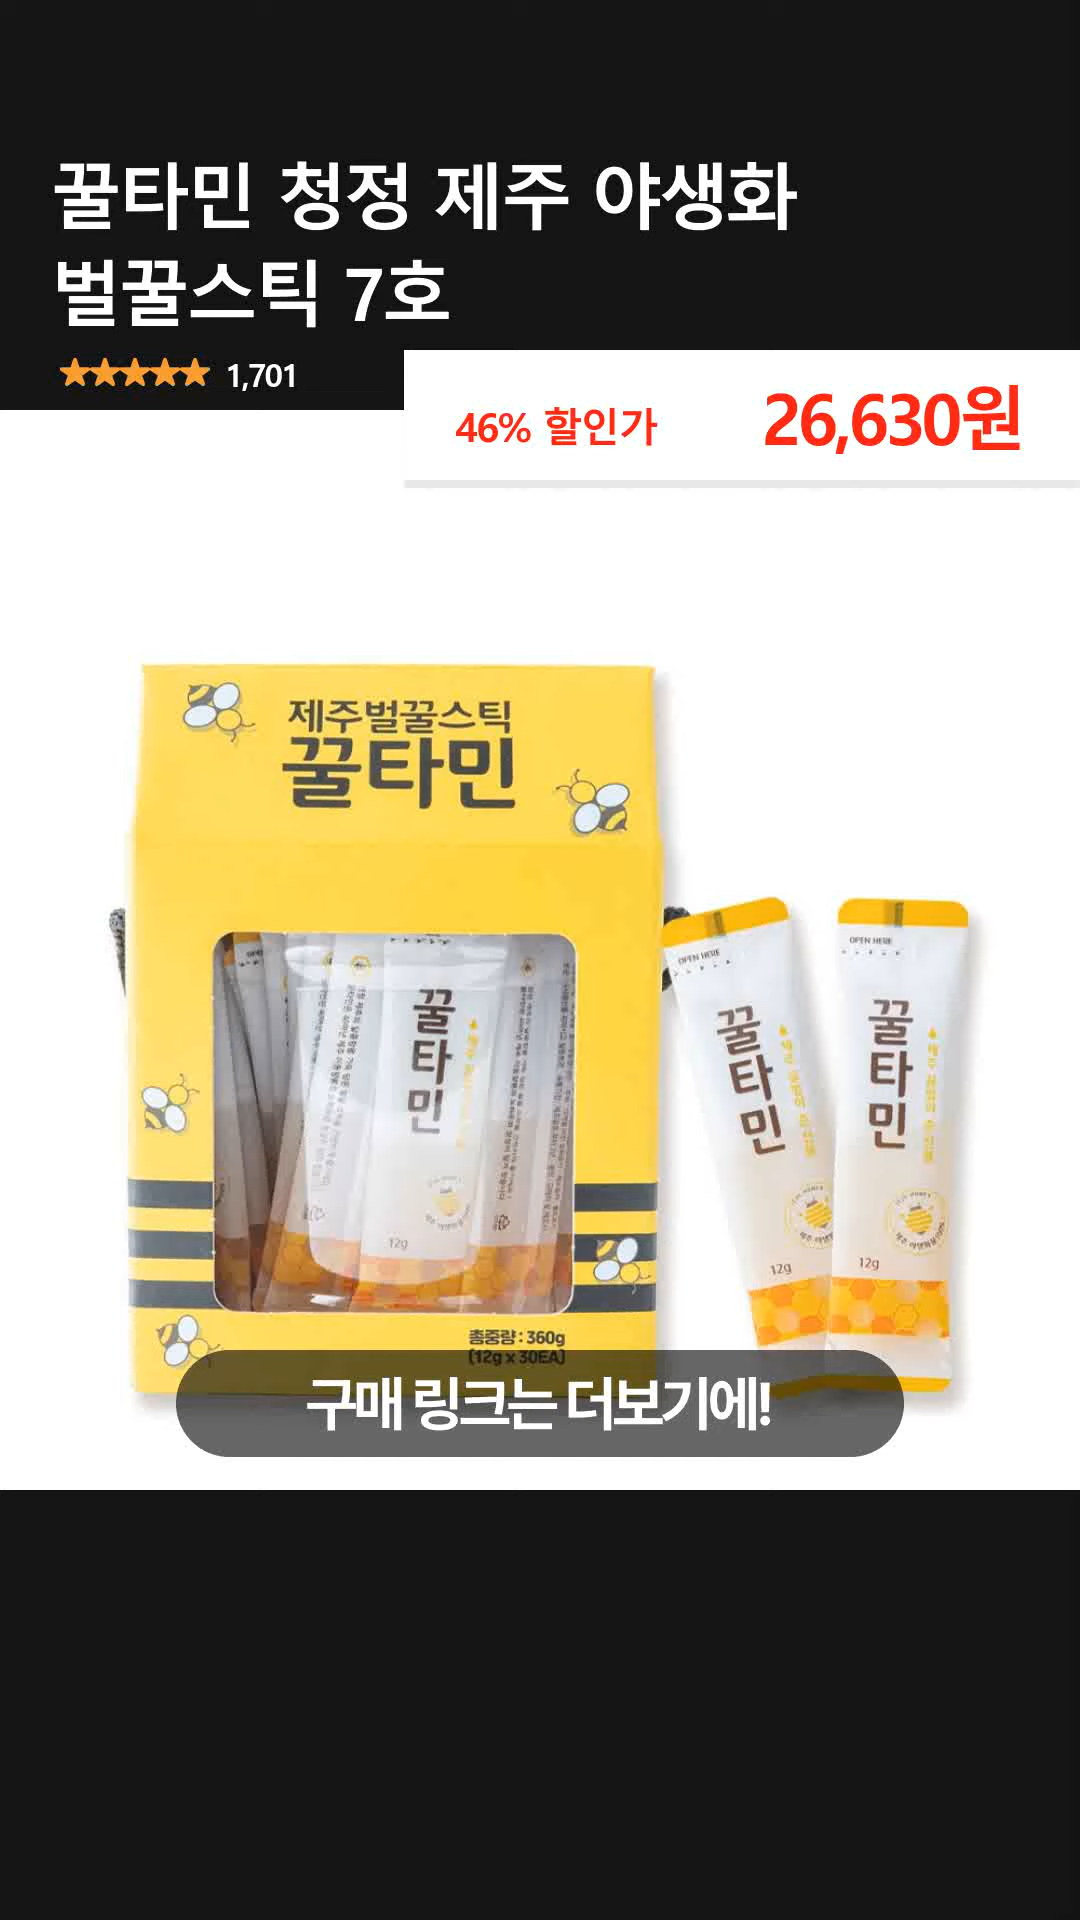 꿀타민 청정 제주 야생화
벌꿀스틱 7호
1,701
46% 할인가
26,630원
제주벌꿀스틱
꿀타민
OPEN HERE
OPEN HERE
꿀타민
꿀타민
꿀타민
12g
12g
12g
총중량 : 360g
(12g x 30EA)
구매 링크는 더보기에!